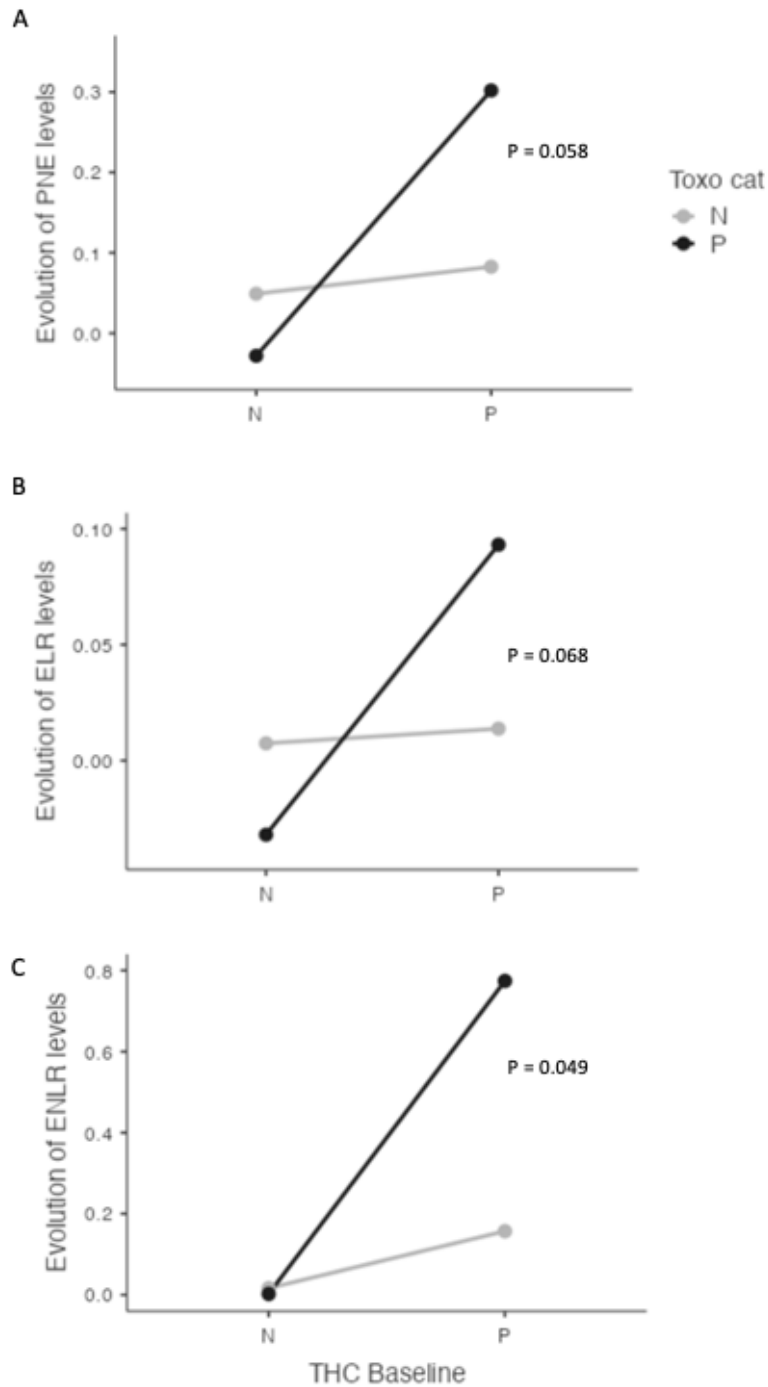 A
Evolution of PNE levels
0.3
0.2
0.1
0.0
P = 0.058
N
P
Toxo cat
N
P
B
Evolution of ELR levels
0.10
0.05
0.00
P = 0.068
N
P
C
Evolution of ENLR levels
0.8
0.6
0.4
0.2
0.0
P = 0.049
N
P
THC Baseline